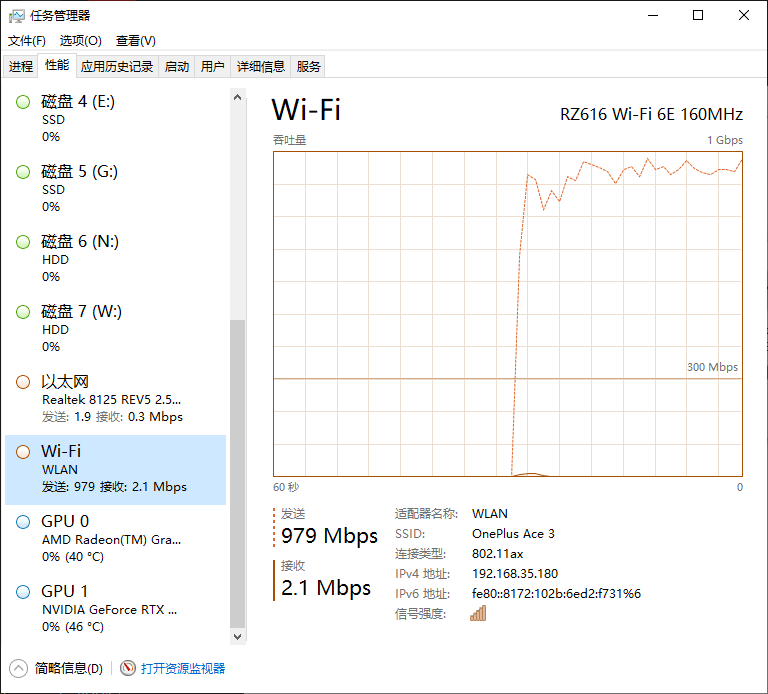 任务管理器
文件(F) 选项(O) 查看(V)
进程 性能 应用历史记录 启动 用户 详细信息 服务
磁盘 4 (E:)
SSD
0%
磁盘 5 (G:)
SSD
0%
磁盘 6 (N:)
HDD
0%
磁盘 7 (W:)
HDD
0%
以太网
Realtek 8125 REV5 2.5...
发送: 1.9 接收: 0.3 Mbps
Wi-Fi
WLAN
发送: 979 接收: 2.1 Mbps
GPU 0
AMD Radeon(TM) Gra...
0% (40 °C)
GPU 1
NVIDIA GeForce RTX ...
0% (46 °C)
Wi-Fi
RZ616 Wi-Fi 6E 160MHz
吞吐量
1 Gbps
300 Mbps
60 秒
0
发送
979 Mbps
接收
2.1 Mbps
适配器名称: WLAN
SSID: OnePlus Ace 3
连接类型: 802.11ax
IPv4 地址: 192.168.35.180
IPv6 地址: fe80::8172:102b:6ed2:f731%6
信号强度:
简略信息(D)
打开资源监视器